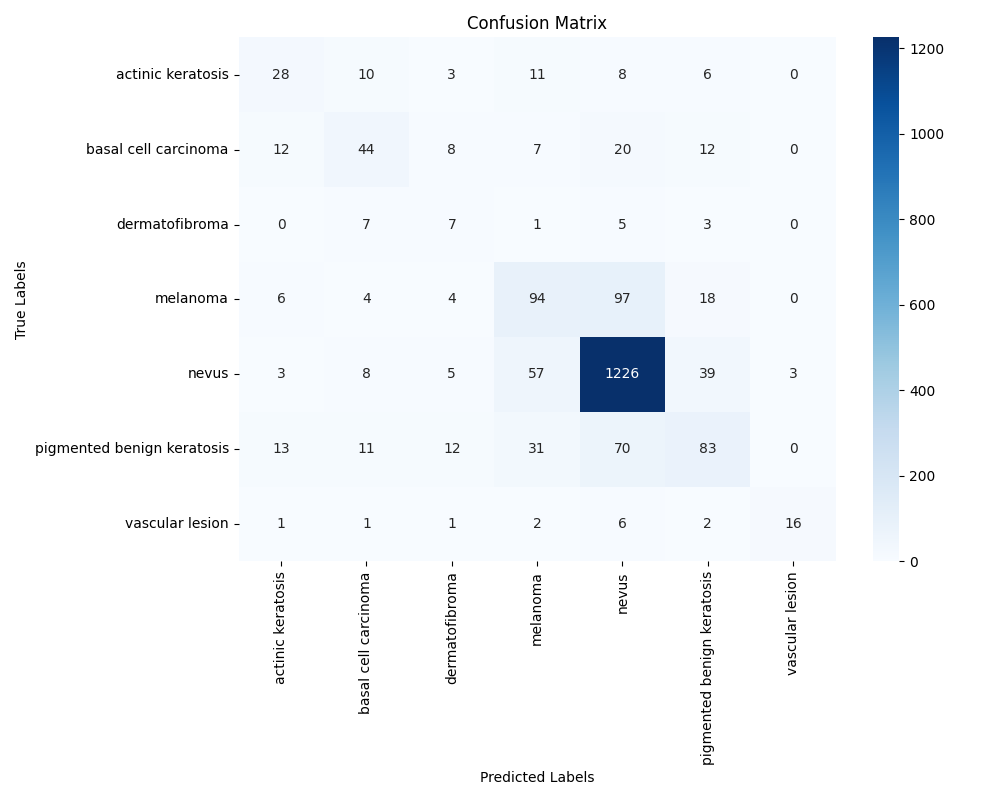 Confusion Matrix
True Labels
actinic keratosis 28 10 3 11 8 6 0
basal cell carcinoma 12 44 8 7 20 12 0
dermatofibroma 0 7 7 1 5 3 0
melanoma 6 4 4 94 97 18 0
nevus 3 8 5 57 1226 39 3
pigmented benign keratosis 13 11 12 31 70 83 0
vascular lesion 1 1 1 2 6 2 16
actinic keratosis
basal cell carcinoma
dermatofibroma
melanoma
nevus
pigmented benign keratosis
vascular lesion
Predicted Labels
1200
1000
800
600
400
200
0